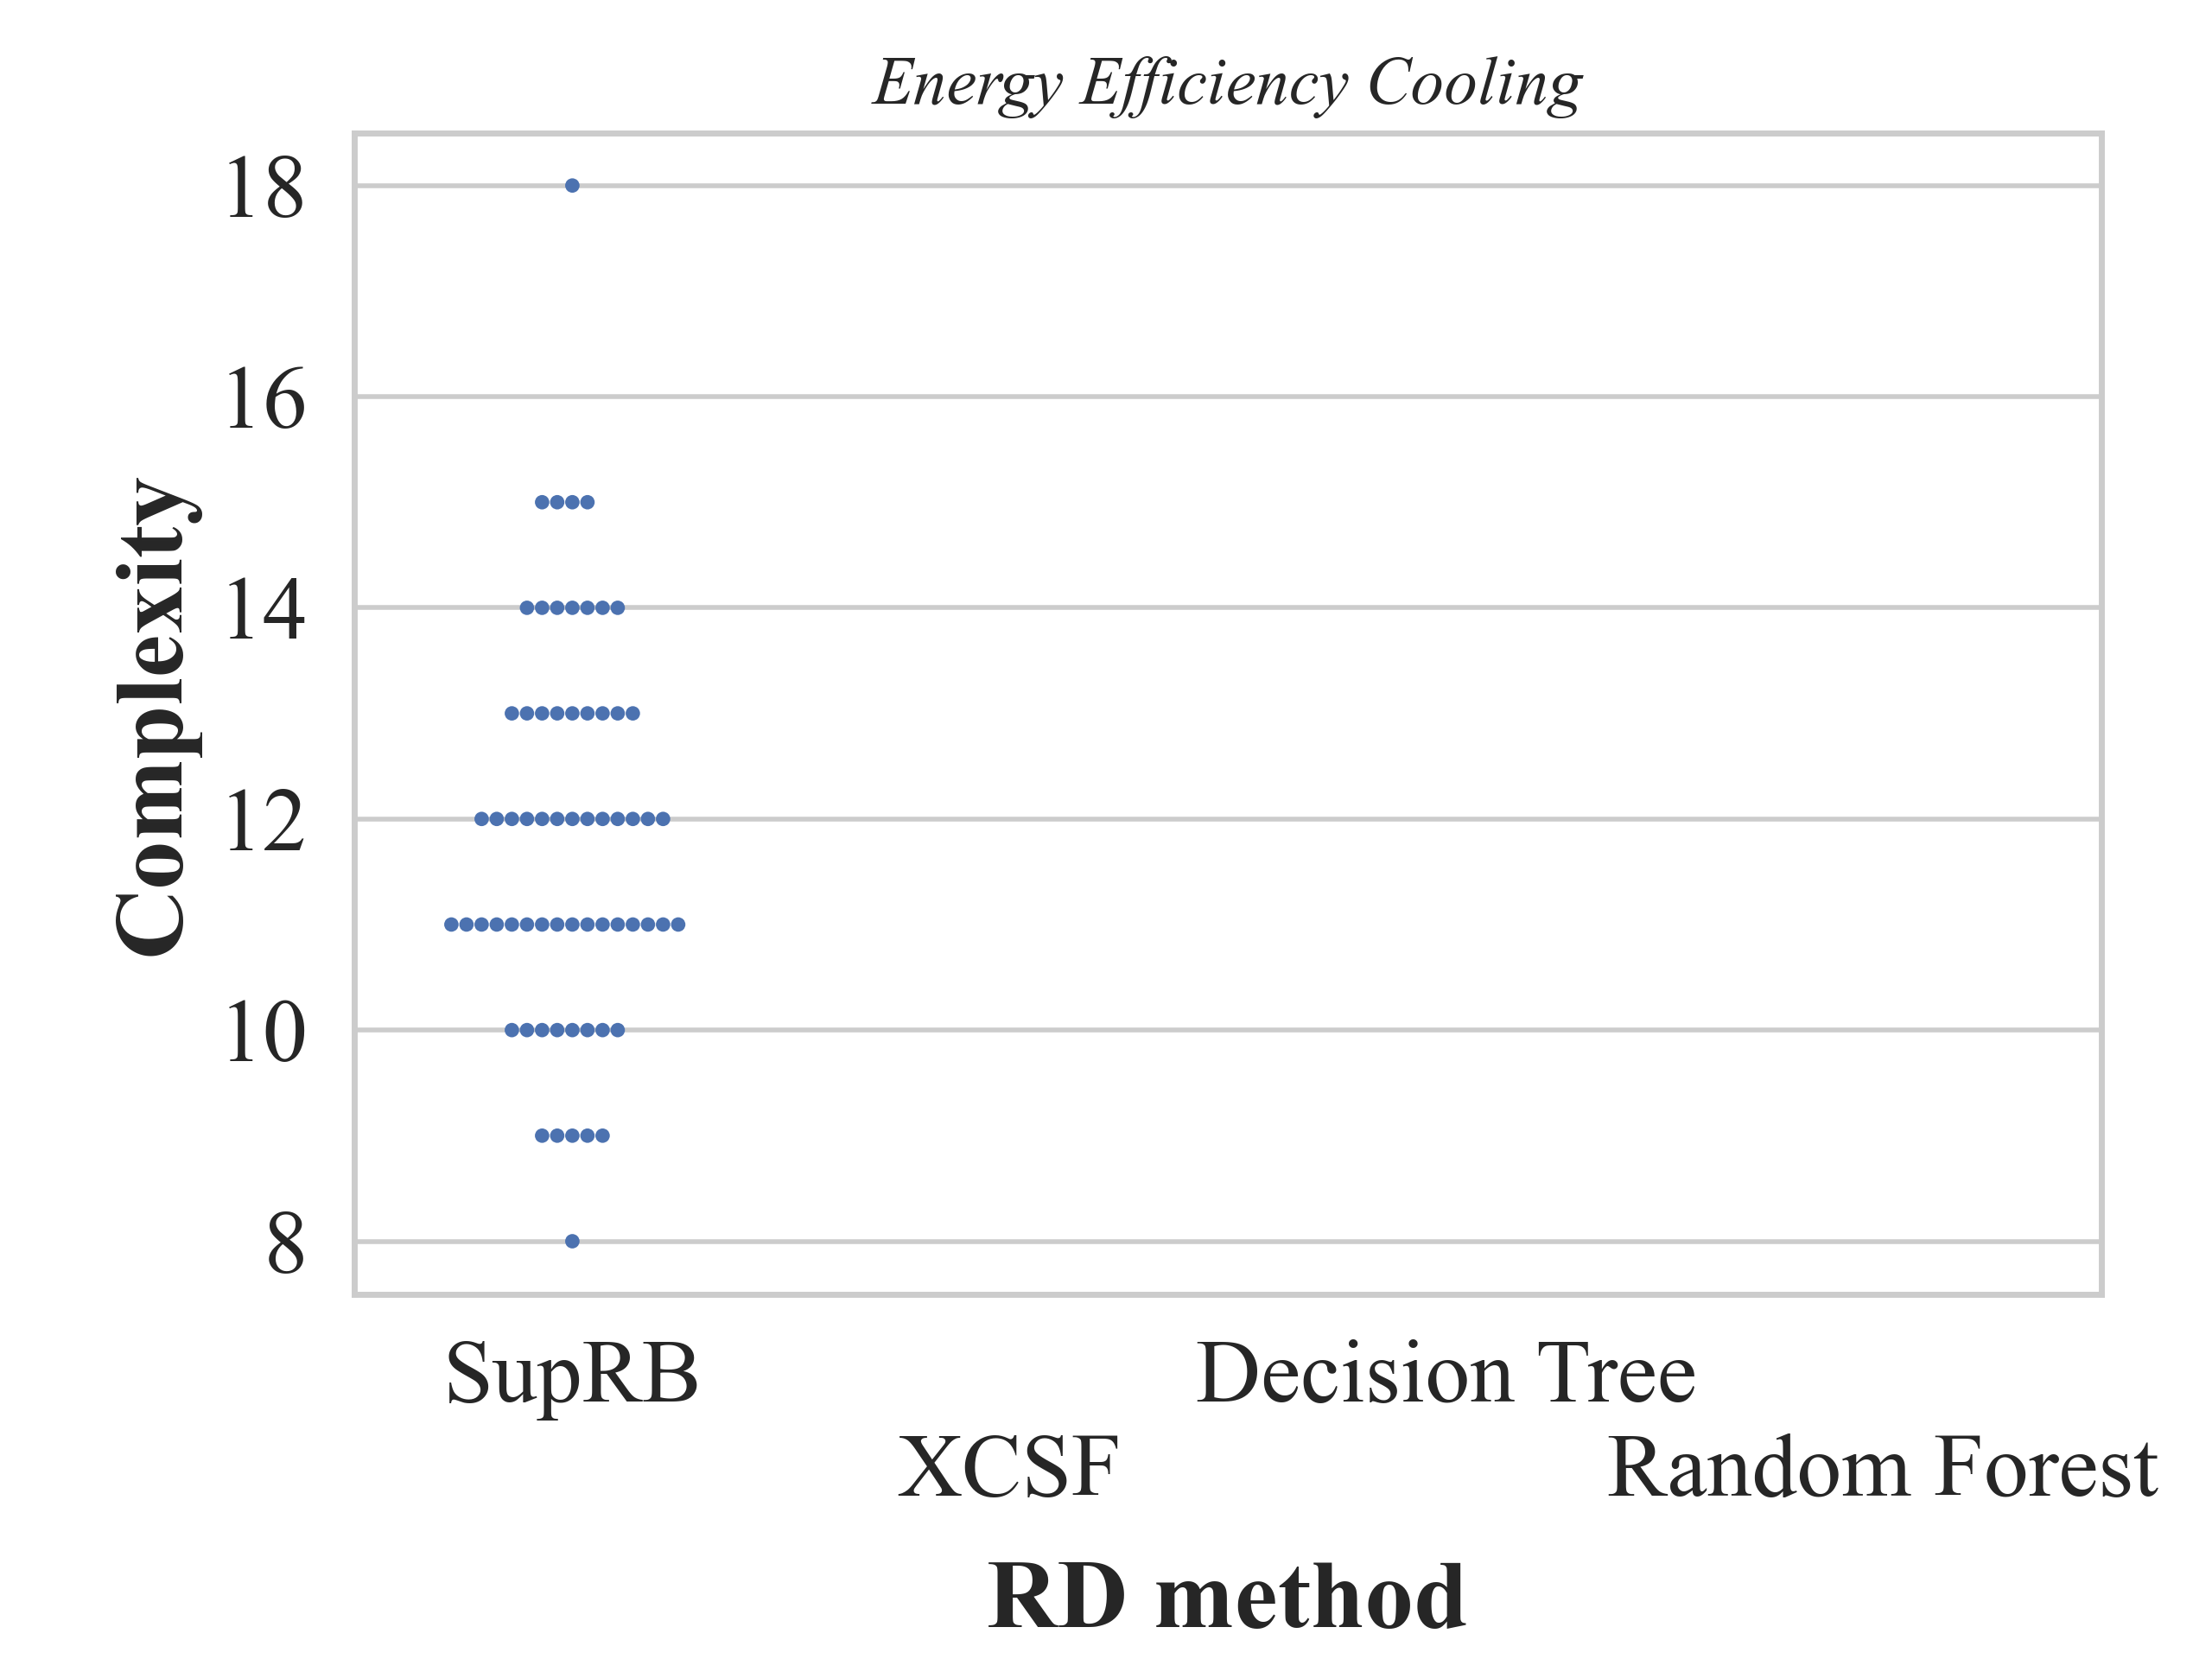 Energy Efficiency Cooling
18
16
14
12
10
8
Complexity
SupRB
Decision Tree
XCSF
Random Forest
RD method